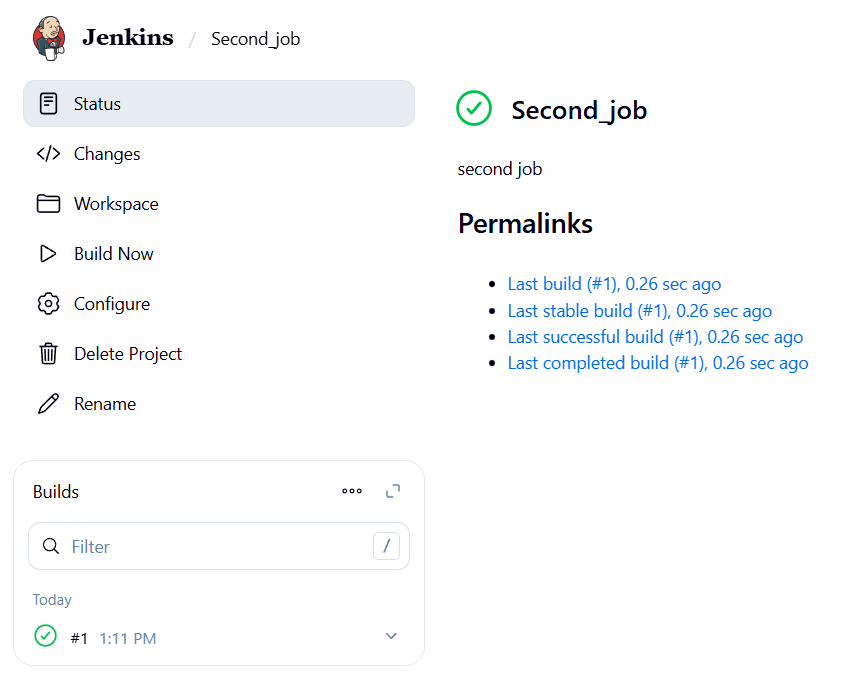 Jenkins / Second_job
Status
Changes
Workspace
Build Now
Configure
Delete Project
Rename
Builds
Filter /
Today
#1 1:11 PM
Second_job
second job
Permalinks
Last build (#1), 0.26 sec ago
Last stable build (#1), 0.26 sec ago
Last successful build (#1), 0.26 sec ago
Last completed build (#1), 0.26 sec ago